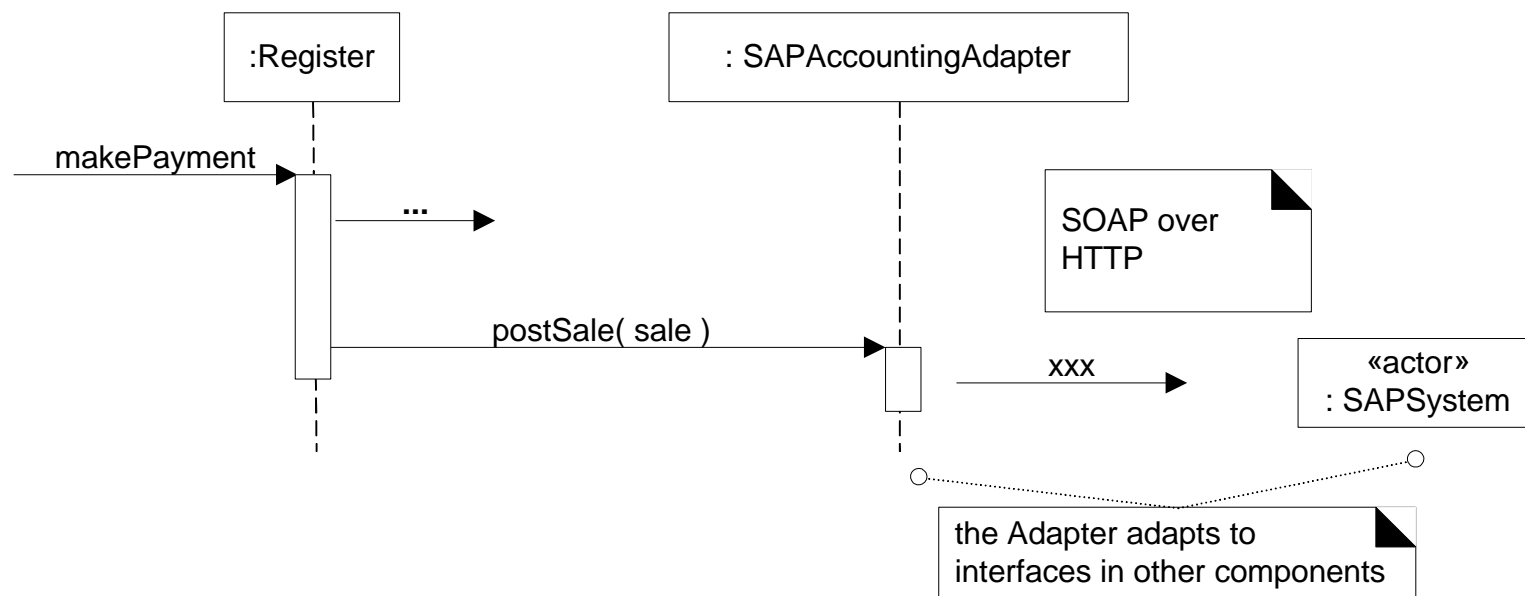 :Register
: SAPAccountingAdapter
makePayment
...
SOAP over
HTTP
postSale( sale )
xxx
«actor»
: SAPSystem
the Adapter adapts to
interfaces in other components